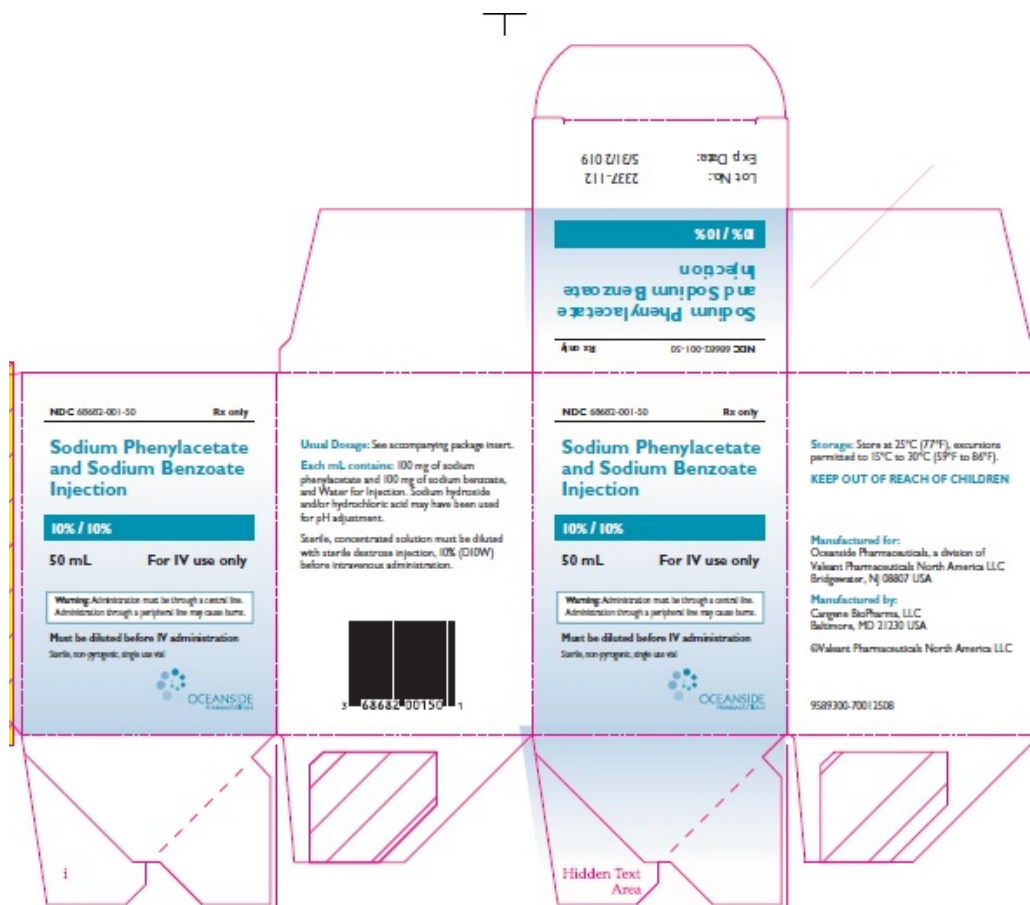 Lot No.: 2337-112
Exp Date: 5/31/2019
10% / 10%
Sodium Phenylacetate
and Sodium Benzoate
Injection
NDC 68682-001-50 Rx only
NDC 68682-001-50 Rx only
Sodium Phenylacetate
and Sodium Benzoate
Injection
10% / 10%
50 mL For IV use only
Warning: Administration must be through a central line.
Administration through a peripheral line may cause burns.
Must be diluted before IV administration
Sterile, non-pyrogenic, single use vial
OCEANSIDE
PHARMACEUTICALS
Usual Dosage: See accompanying package insert.
Each mL contains: 100 mg of sodium
phenylacetate and 100 mg of sodium benzoate,
and Water for Injection. Sodium hydroxide
and/or hydrochloric acid may have been used
for pH adjustment.
Sterile, concentrated solution must be diluted
with sterile dextrose injection, 10% (D10W)
before intravenous administration.
3 68682-00150 1
NDC 68682-001-50 Rx only
Sodium Phenylacetate
and Sodium Benzoate
Injection
10% / 10%
50 mL For IV use only
Warning: Administration must be through a central line.
Administration through a peripheral line may cause burns.
Must be diluted before IV administration
Sterile, non-pyrogenic, single use vial
OCEANSIDE
PHARMACEUTICALS
Storage: Store at 25°C (77°F), excursions
permitted to 15°C to 30°C (59°F to 86°F).
KEEP OUT OF REACH OF CHILDREN
Manufactured for:
Oceanside Pharmaceuticals, a division of
Valeant Pharmaceuticals North America LLC
Bridgewater, NJ 08807 USA
Manufactured by:
Cangene BioPharma, LLC
Baltimore, MD 21230 USA
©Valeant Pharmaceuticals North America LLC
9589300-70012508
i
Hidden Text
Area